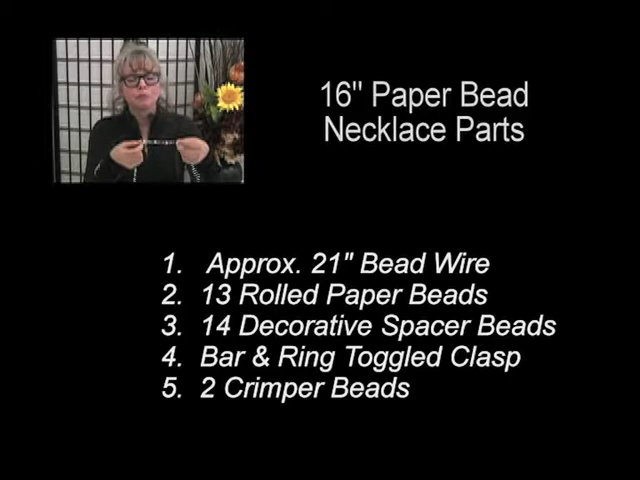 16" Paper Bead
Necklace Parts
1. Approx. 21" Bead Wire
2. 13 Rolled Paper Beads
3. 14 Decorative Spacer Beads
4. Bar & Ring Toggled Clasp
5. 2 Crimper Beads